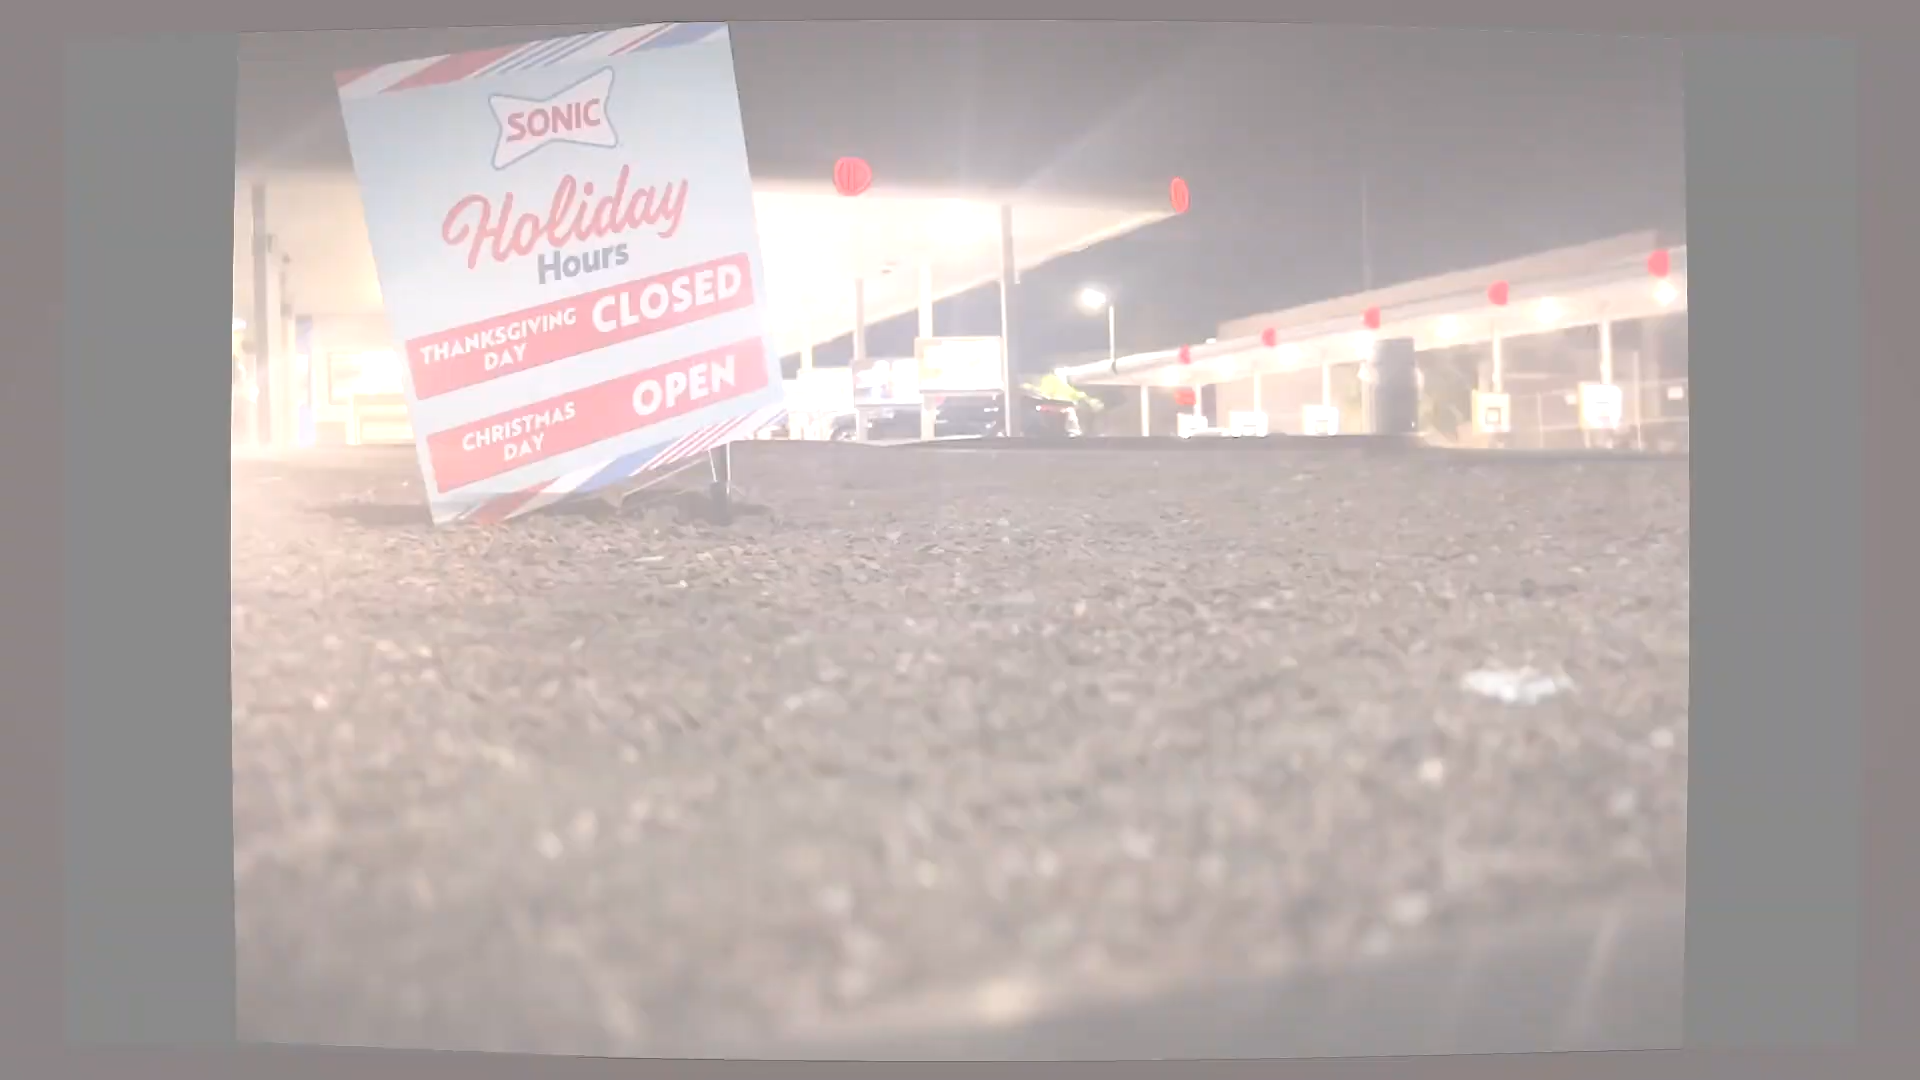 SONIC
Holiday
Hours
THANKSGIVING DAY CLOSED
CHRISTMAS DAY OPEN